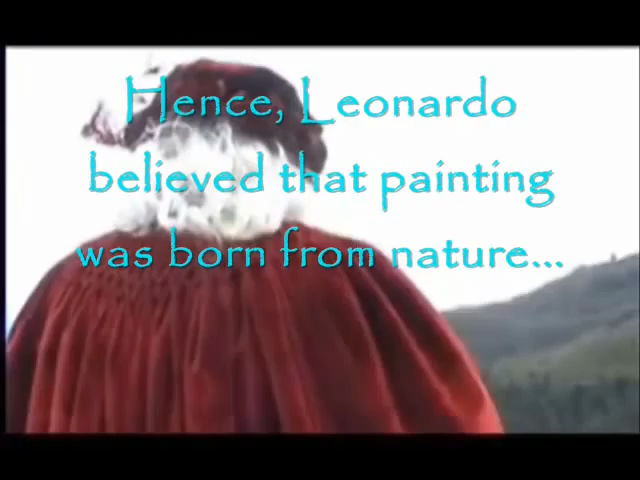 Hence, Leonardo
believed that painting
was born from nature...